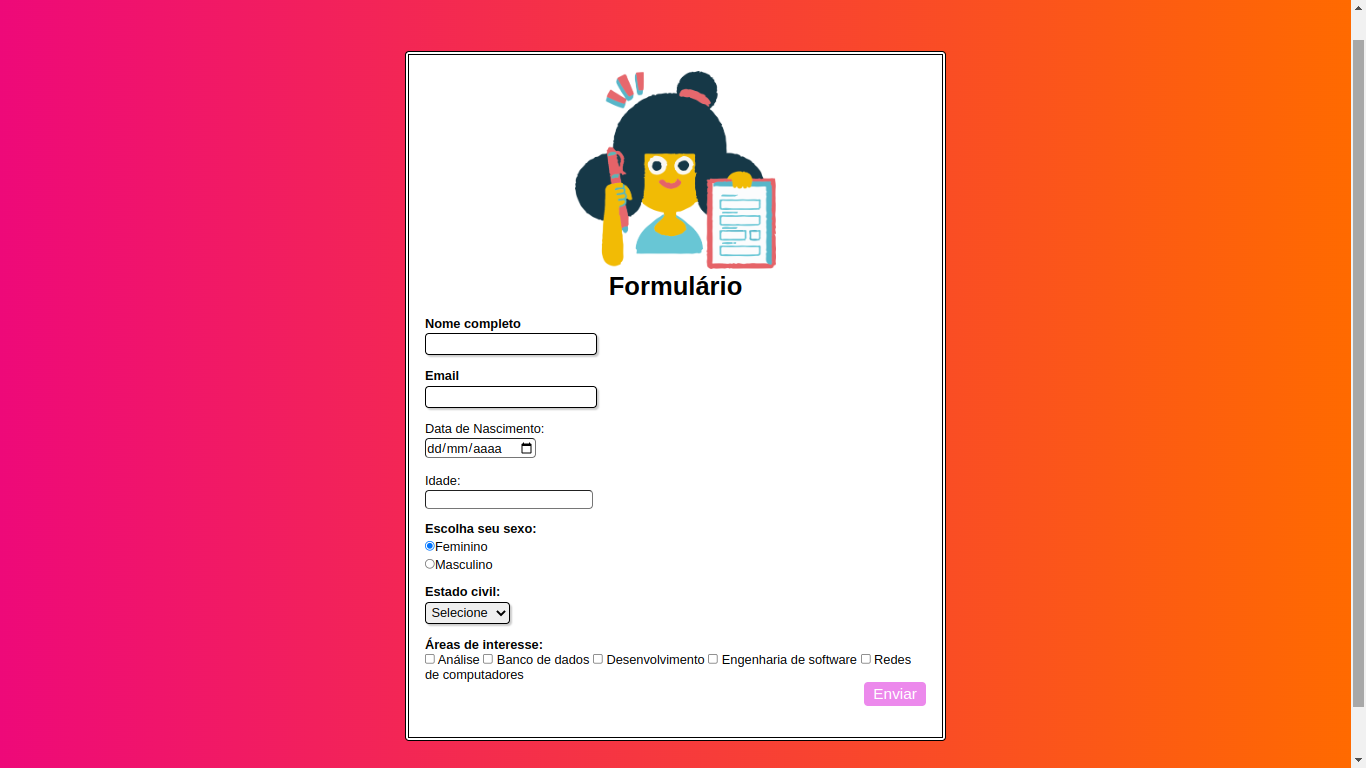 Formulário
Nome completo
Email
Data de Nascimento:
dd/mm/aaaa
Idade:
Escolha seu sexo:
Feminino
Masculino
Estado civil:
Selecione
Áreas de interesse:
Análise Banco de dados Desenvolvimento Engenharia de software Redes
de computadores
Enviar